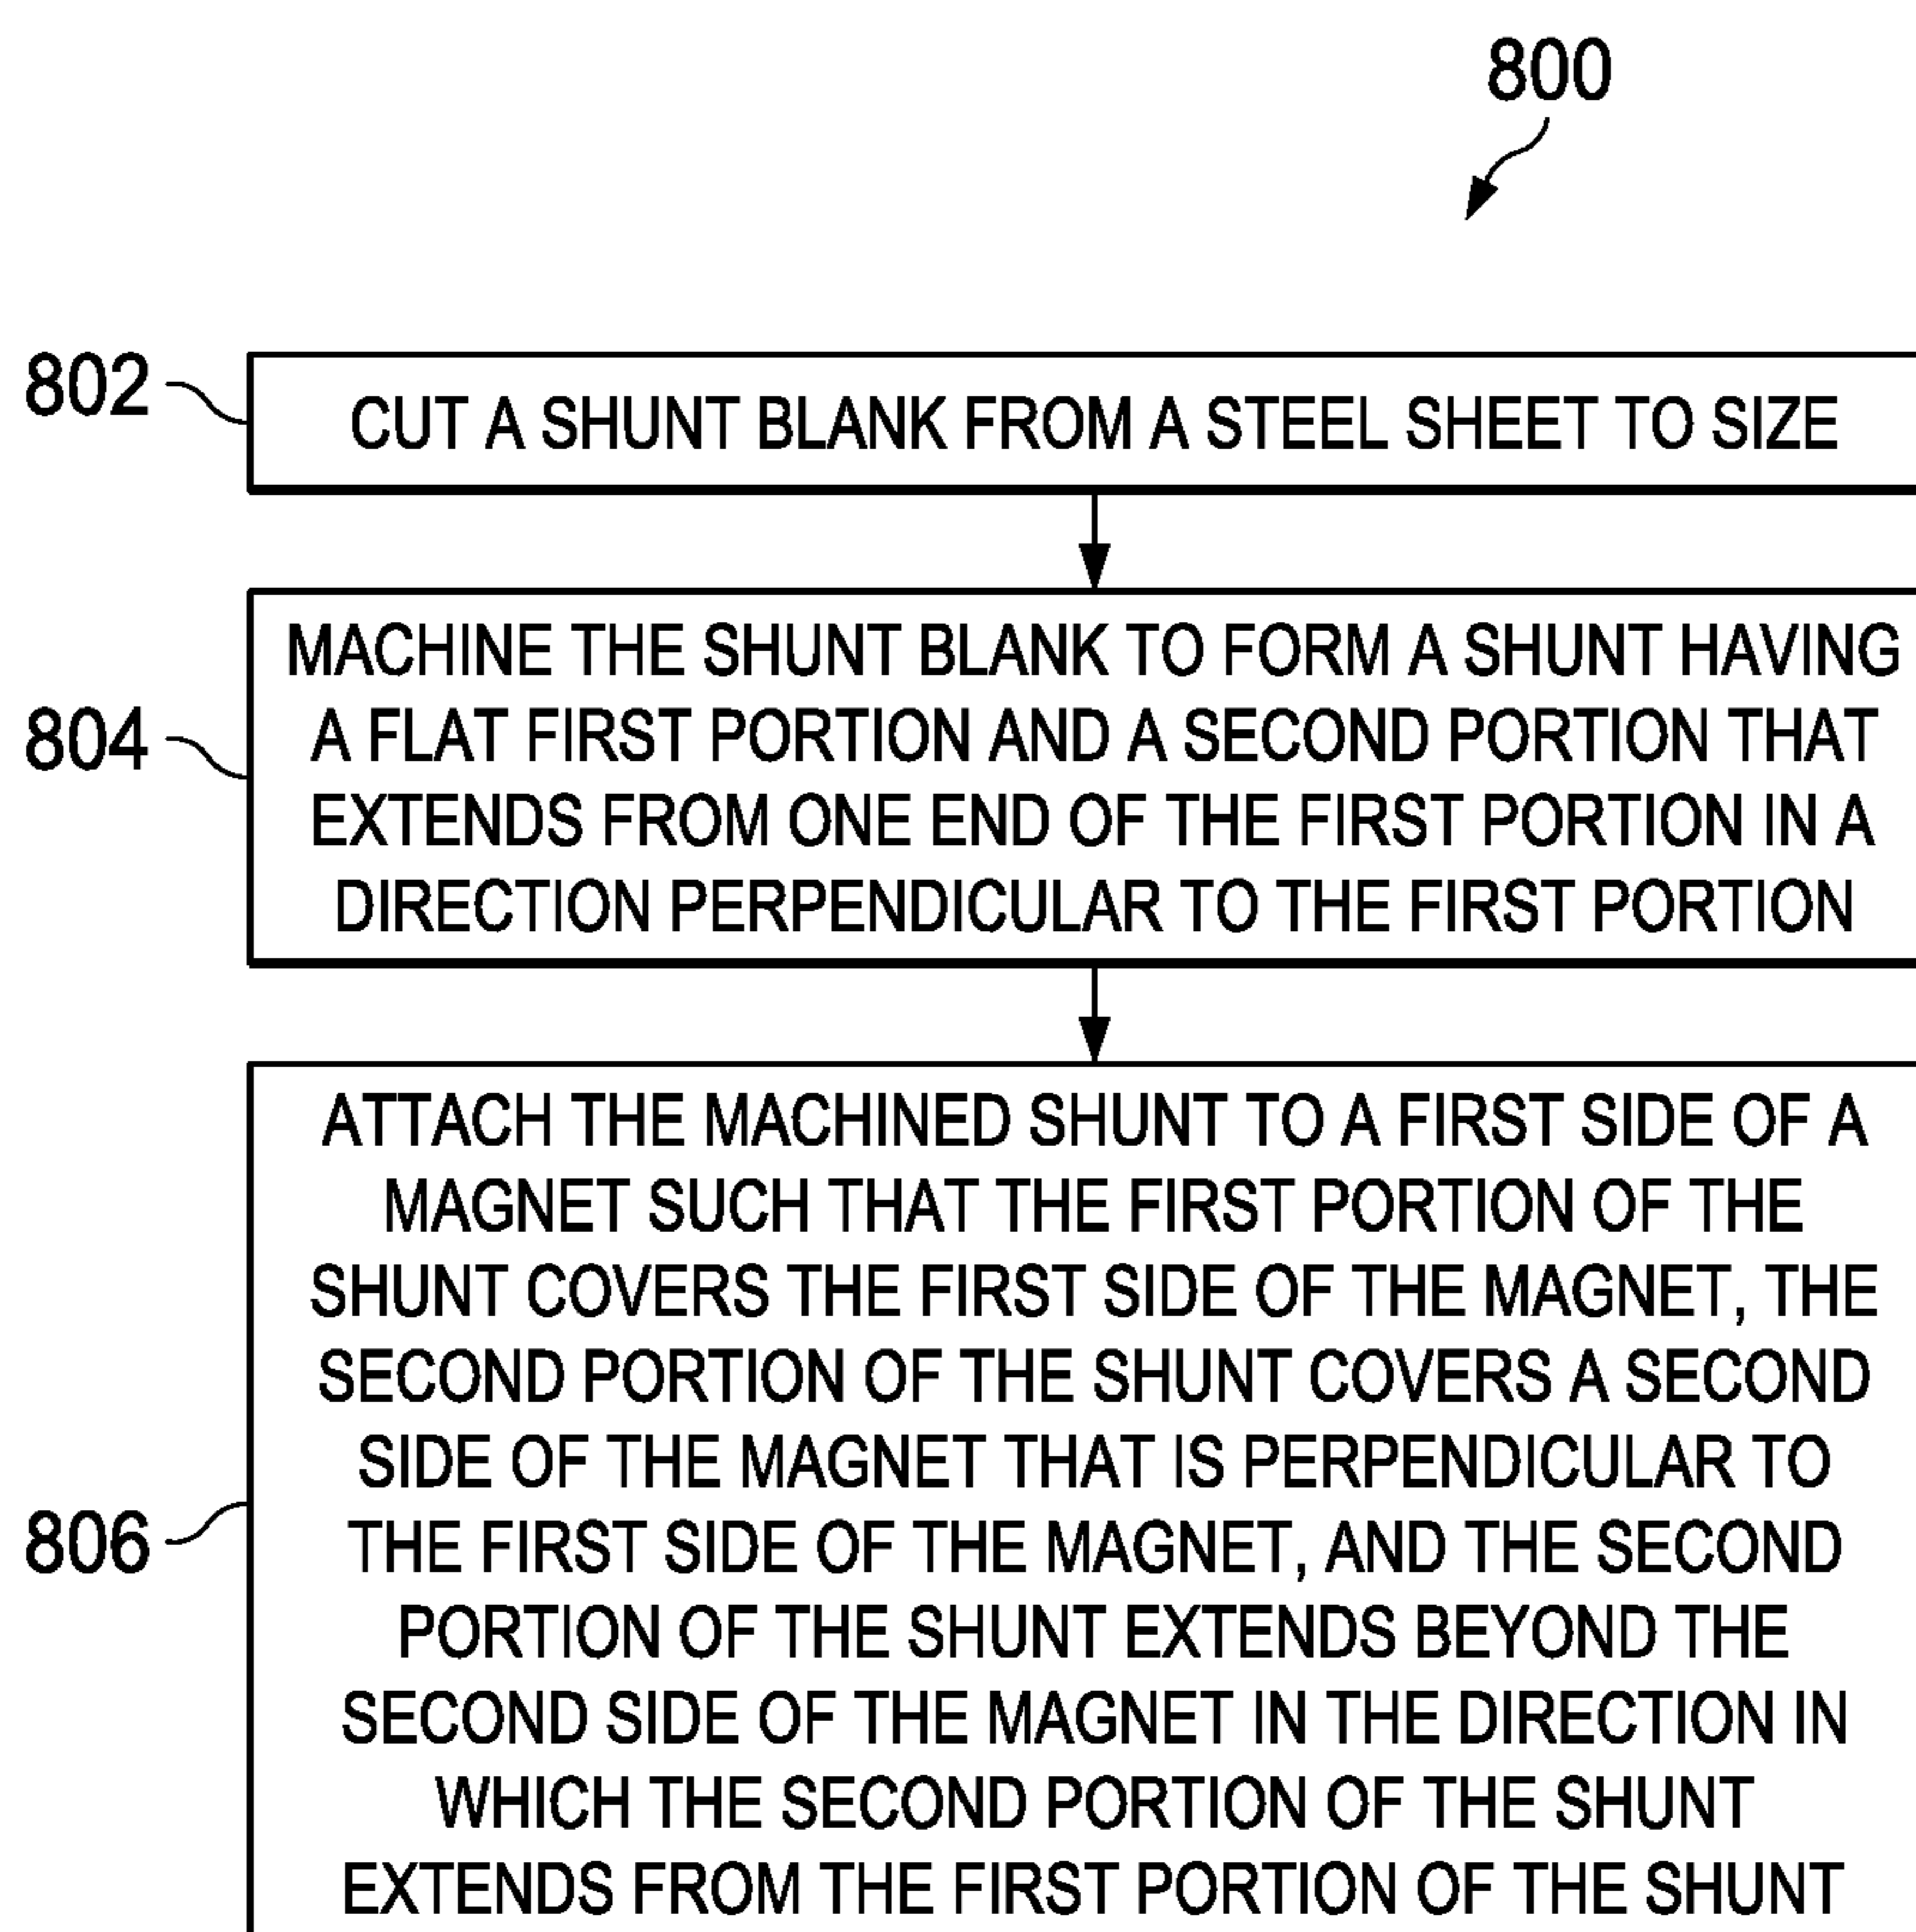 800
802
CUT A SHUNT BLANK FROM A STEEL SHEET TO SIZE
804
MACHINE THE SHUNT BLANK TO FORM A SHUNT HAVING
A FLAT FIRST PORTION AND A SECOND PORTION THAT
EXTENDS FROM ONE END OF THE FIRST PORTION IN A
DIRECTION PERPENDICULAR TO THE FIRST PORTION
806
ATTACH THE MACHINED SHUNT TO A FIRST SIDE OF A
MAGNET SUCH THAT THE FIRST PORTION OF THE
SHUNT COVERS THE FIRST SIDE OF THE MAGNET, THE
SECOND PORTION OF THE SHUNT COVERS A SECOND
SIDE OF THE MAGNET THAT IS PERPENDICULAR TO
THE FIRST SIDE OF THE MAGNET, AND THE SECOND
PORTION OF THE SHUNT EXTENDS BEYOND THE
SECOND SIDE OF THE MAGNET IN THE DIRECTION IN
WHICH THE SECOND PORTION OF THE SHUNT
EXTENDS FROM THE FIRST PORTION OF THE SHUNT